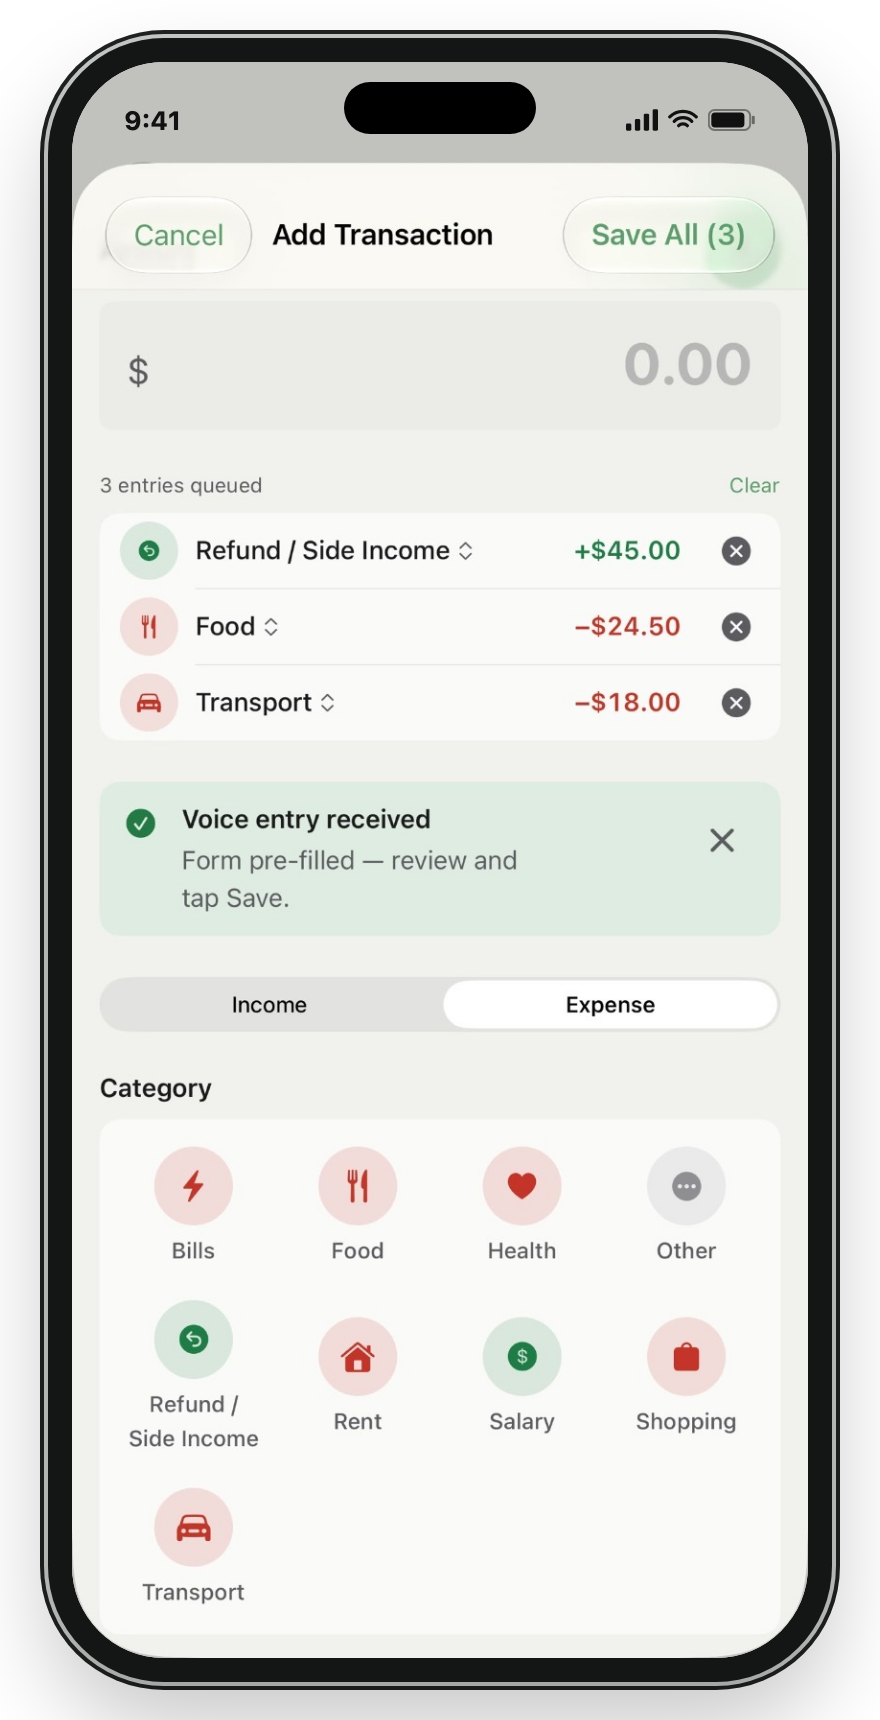 9:41
Cancel
Add Transaction
Save All (3)
$
0.00
3 entries queued
Clear
Refund / Side Income
+$45.00
Food
–$24.50
Transport
–$18.00
Voice entry received
Form pre-filled — review and
tap Save.
Income
Expense
Category
Bills
Food
Health
Other
Refund /
Side Income
Rent
$
Salary
Shopping
Transport